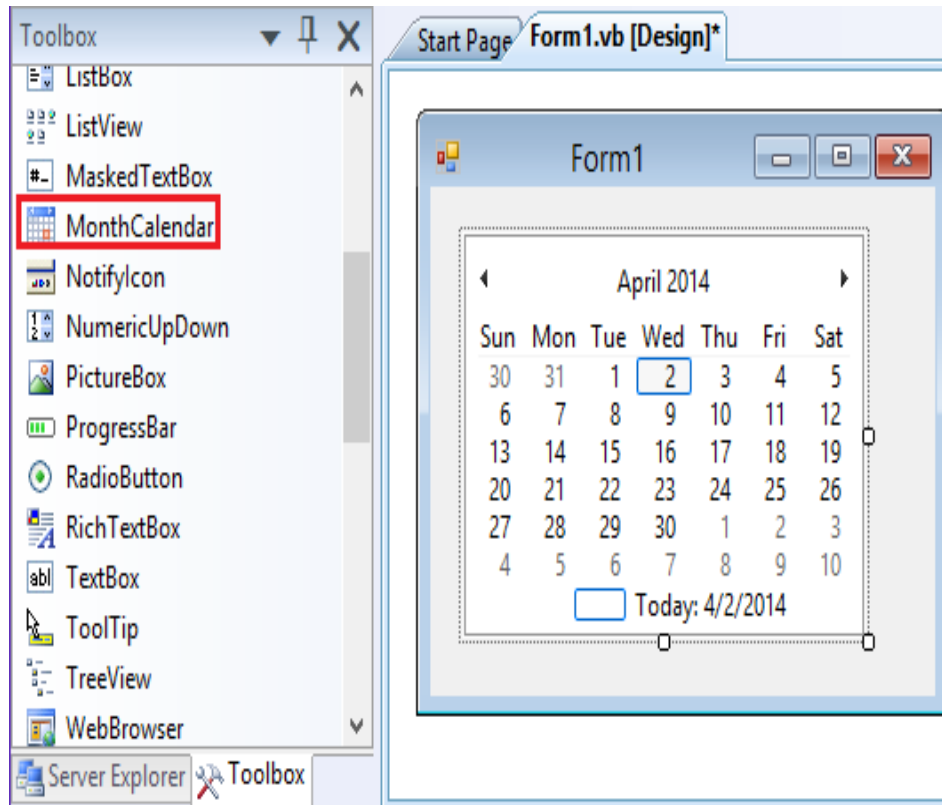 Toolbox
ListBox
ListView
MaskedTextBox
MonthCalendar
NotifyIcon
NumericUpDown
PictureBox
ProgressBar
RadioButton
RichTextBox
abl TextBox
ToolTip
TreeView
WebBrowser
Server Explorer Toolbox
Start Page Form1.vb [Design]*
Form1
April 2014
Sun Mon Tue Wed Thu Fri Sat
30 31 1 2 3 4 5
6 7 8 9 10 11 12
13 14 15 16 17 18 19
20 21 22 23 24 25 26
27 28 29 30 1 2 3
4 5 6 7 8 9 10
Today: 4/2/2014